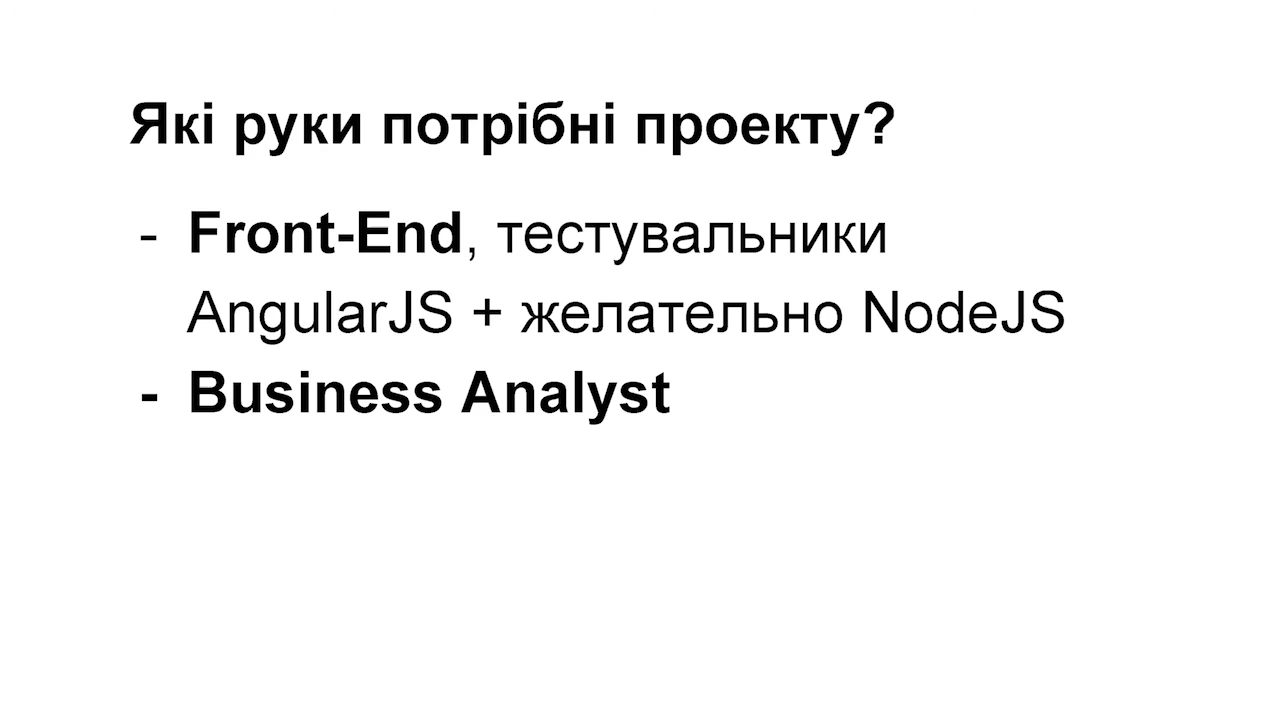 Які руки потрібні проекту?
- Front-End, тестувальники
AngularJS + желательно NodeJS
- Business Analyst